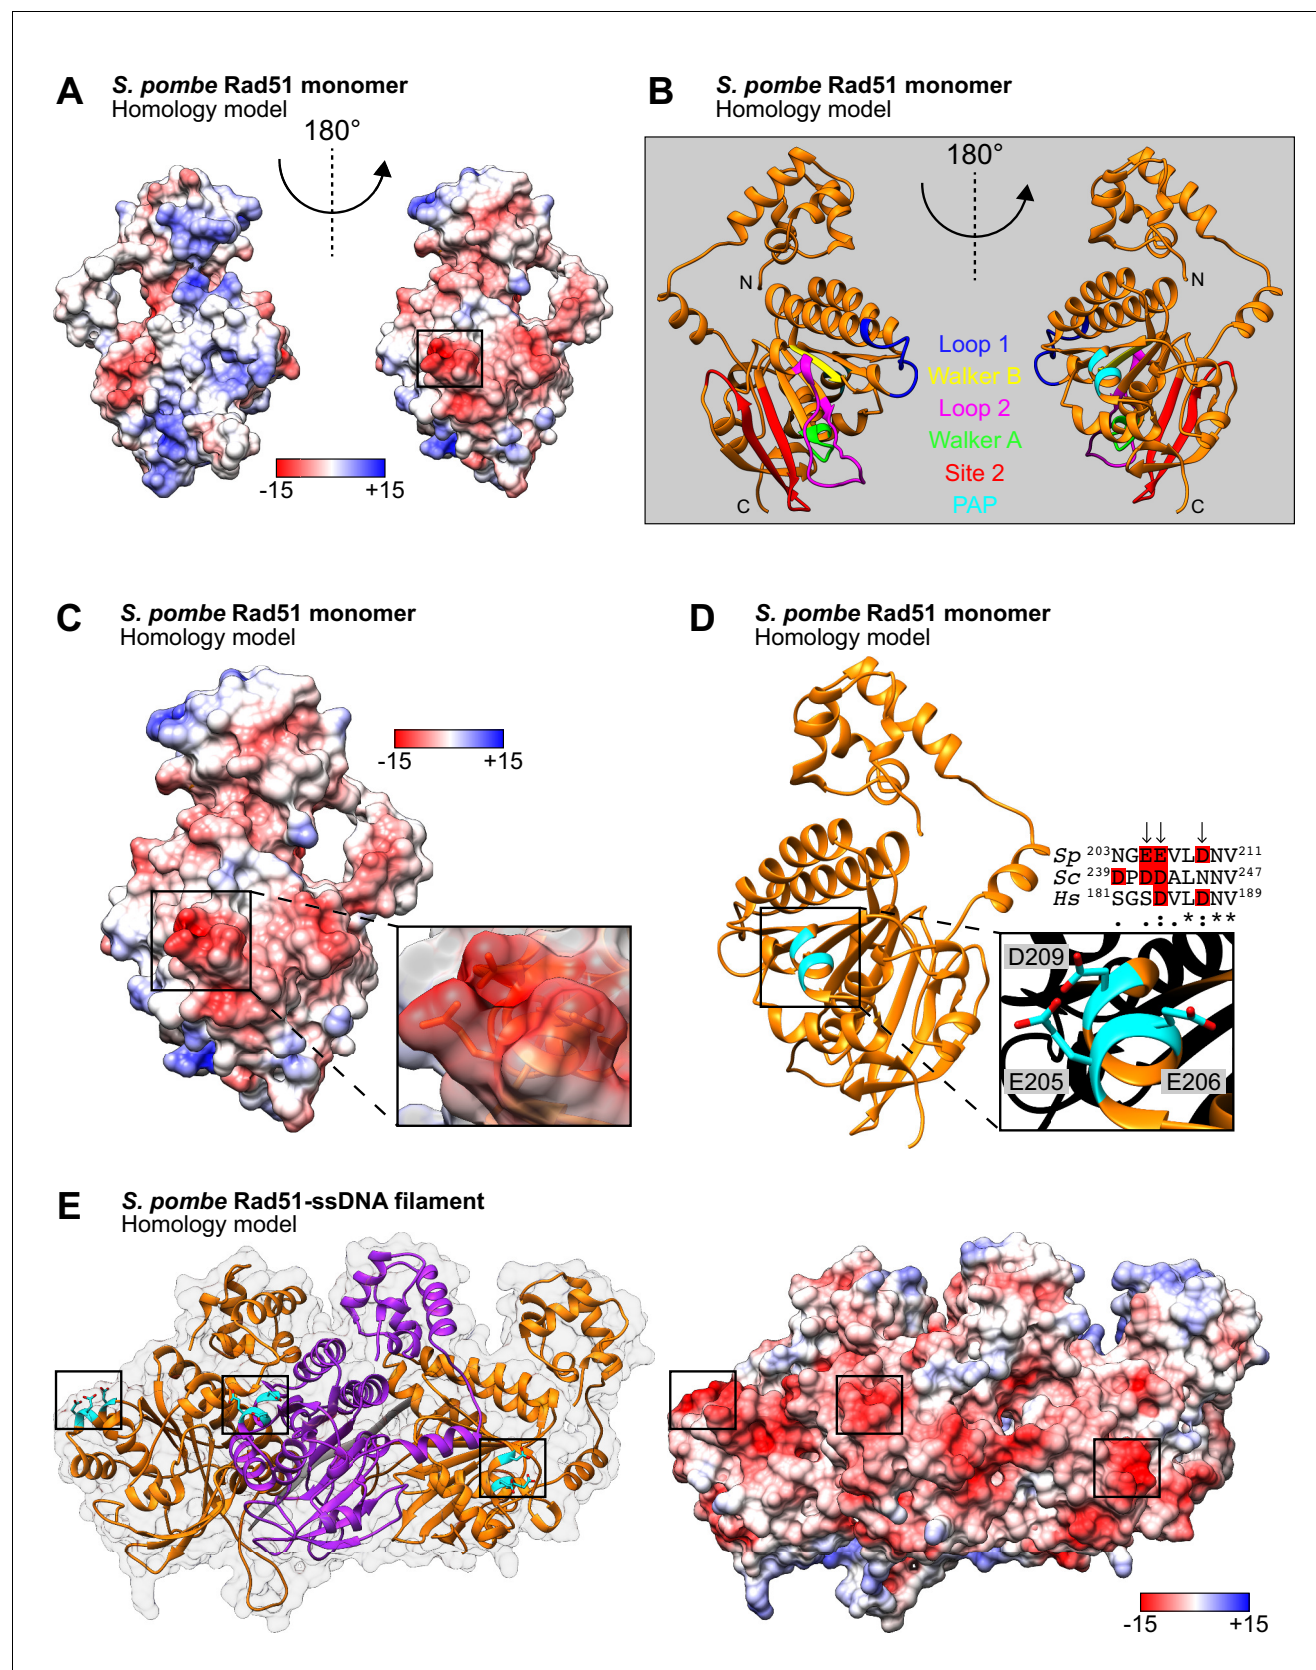 A
S. pombe Rad51 monomer
Homology model
180°
-15 +15
B
S. pombe Rad51 monomer
Homology model
180°
N
N
Loop 1
Walker B
Loop 2
Walker A
Site 2
PAP
C
C
C
S. pombe Rad51 monomer
Homology model
-15 +15
D
S. pombe Rad51 monomer
Homology model
↓↓ ↓
Sp ²⁰³NGEEVLDNV²¹¹
Sc ²³⁹DPDDALNNV²⁴⁷
Hs ¹⁸¹SGSDVLDNV¹⁸⁹
. .:.*:**
D209
E205
E206
E
S. pombe Rad51-ssDNA filament
Homology model
-15 +15